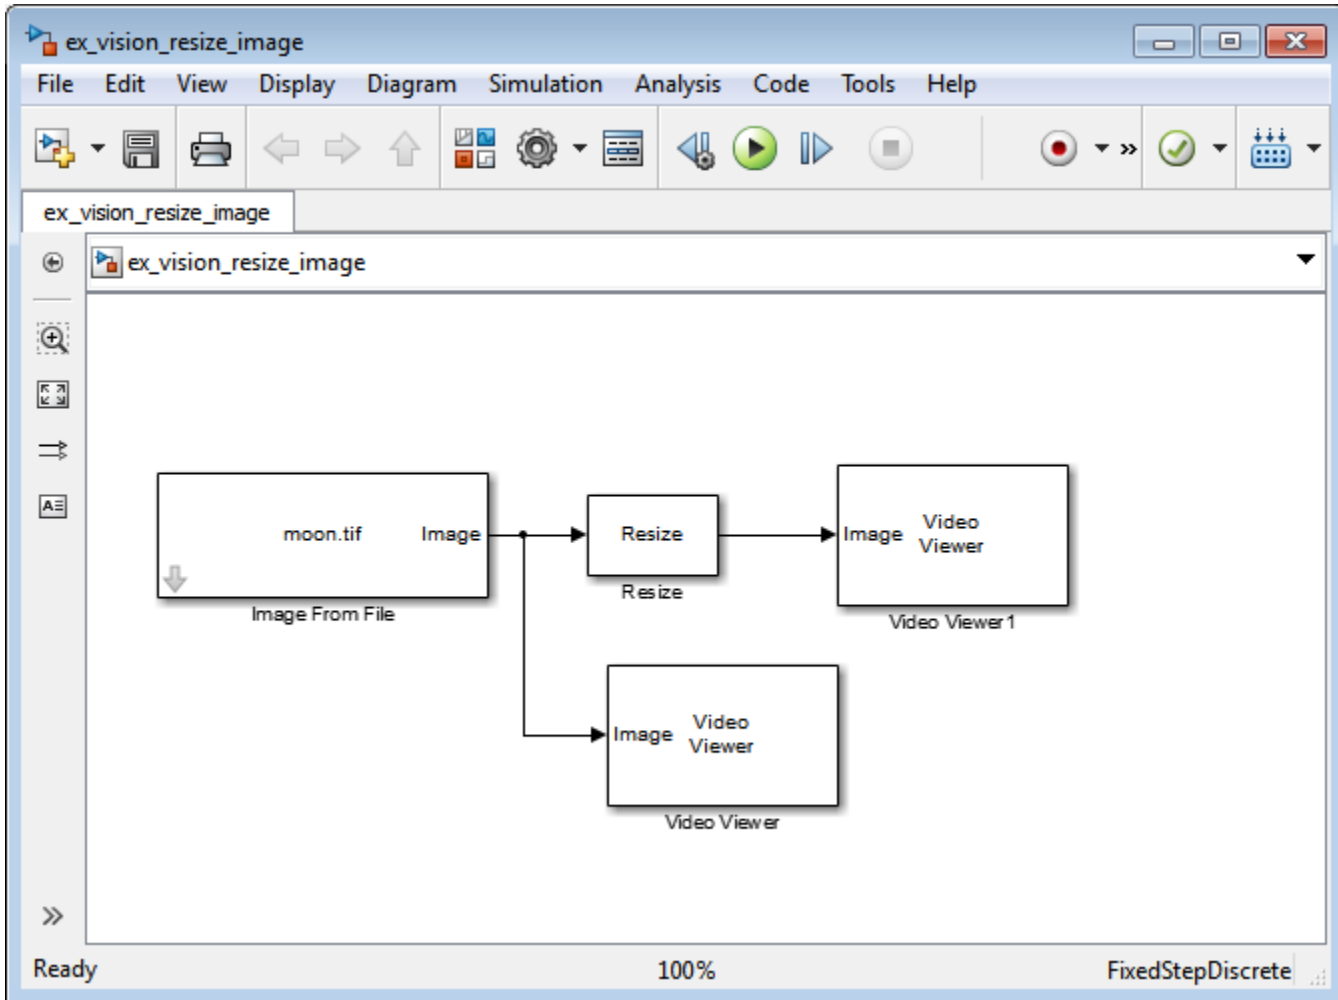 ex_vision_resize_image
File Edit View Display Diagram Simulation Analysis Code Tools Help
ex_vision_resize_image
ex_vision_resize_image
moon.tif Image
Image From File
Resize
Resize
Image Video
Viewer
Video Viewer1
Image Video
Viewer
Video Viewer
Ready 100% FixedStepDiscrete